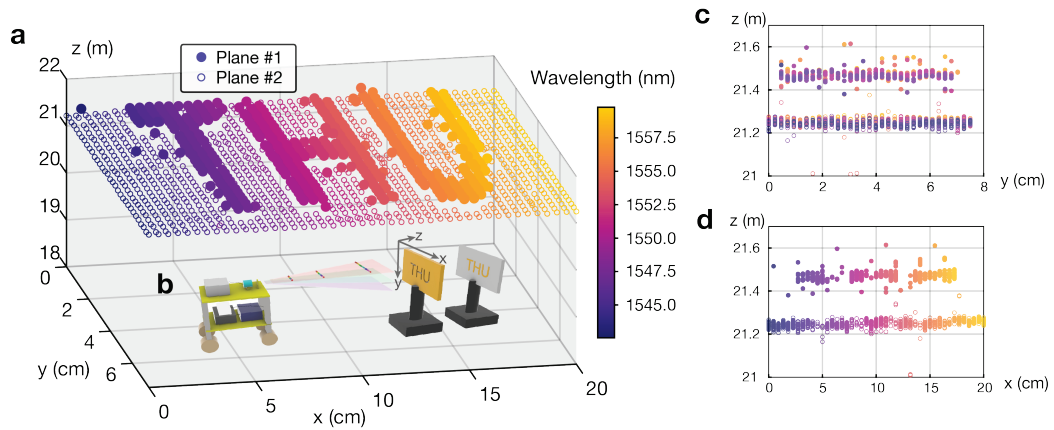 a
z (m)
Plane #1
Plane #2
22
21
20
19
18
0
2
4
6
y (cm)
0
5
10
15
20
x (cm)
Wavelength (nm)
1557.5
1555.0
1552.5
1550.0
1547.5
1545.0
b
THU
THU
z
x
y
c
z (m)
21.6
21.4
21.2
21
0
2
4
6
8
y (cm)
d
z (m)
21.6
21.4
21.2
21
0
5
10
15
20
x (cm)